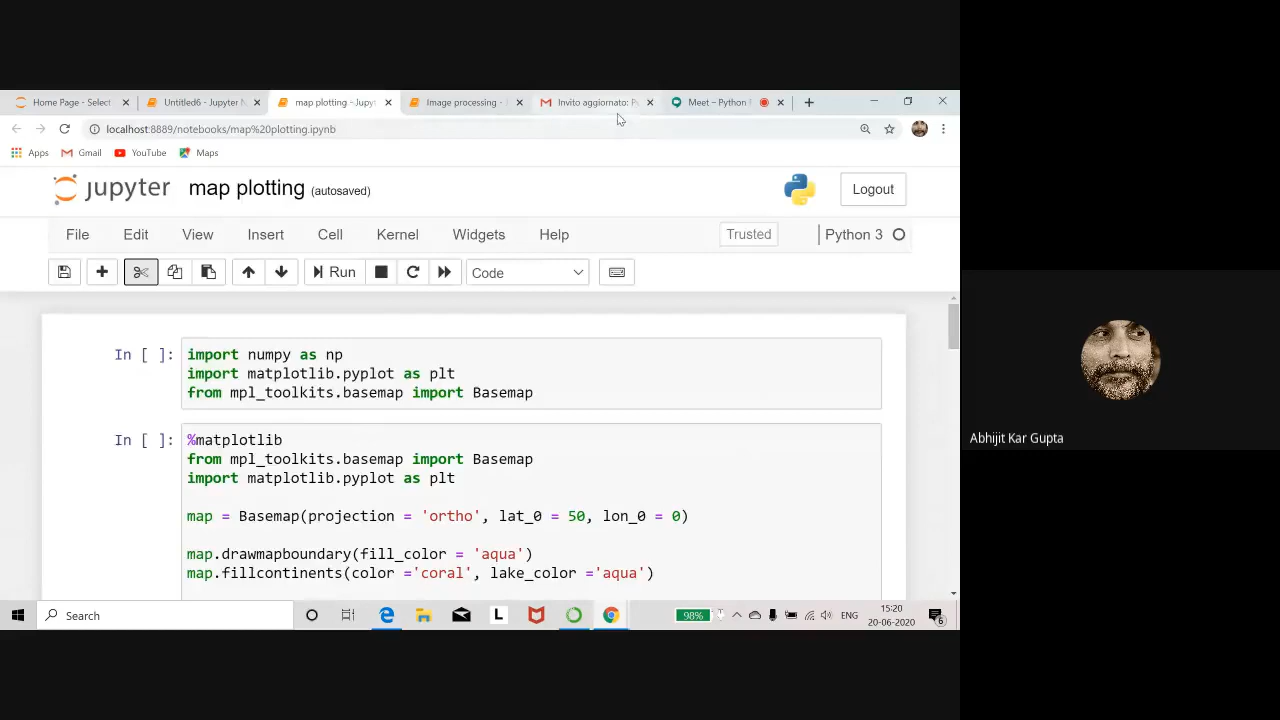 Home Page - Select
Untitled6 - Jupyter N
map plotting - Jupyt
Image processing -
Invito aggiornato: P
Meet – Python
localhost:8889/notebooks/map%20plotting.ipynb
Apps Gmail YouTube Maps
jupyter map plotting (autosaved)
Logout
File Edit View Insert Cell Kernel Widgets Help
Trusted
Python 3
Run
Code
In [ ]:
import numpy as np
import matplotlib.pyplot as plt
from mpl_toolkits.basemap import Basemap
In [ ]:
%matplotlib
from mpl_toolkits.basemap import Basemap
import matplotlib.pyplot as plt
map = Basemap(projection = 'ortho', lat_0 = 50, lon_0 = 0)
map.drawmapboundary(fill_color = 'aqua')
map.fillcontinents(color ='coral', lake_color ='aqua')
Abhijit Kar Gupta
Search
L
98%
ENG
15:20
20-06-2020
6